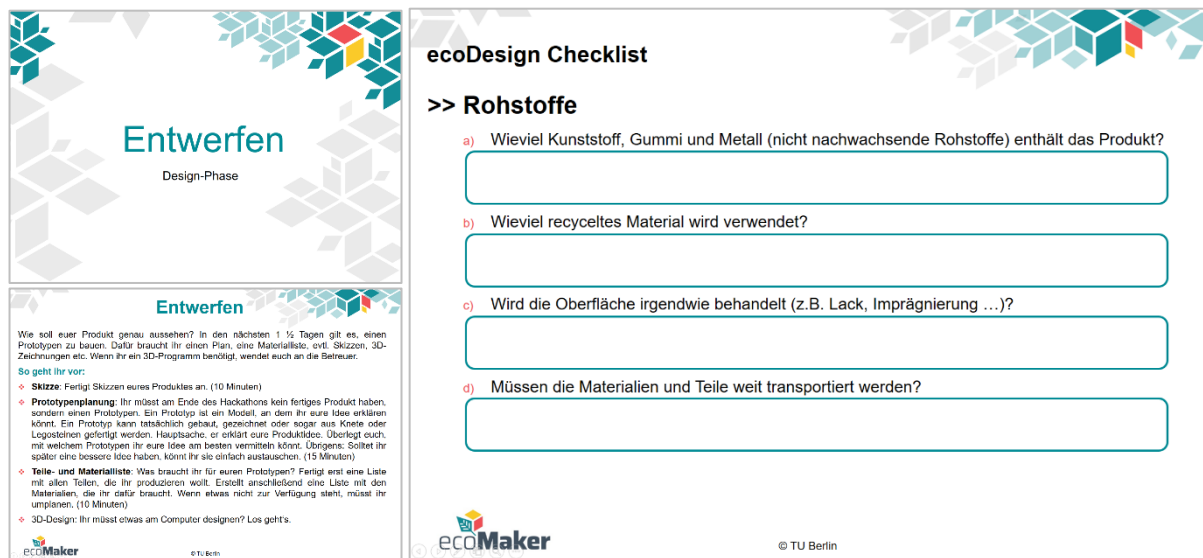 Entwerfen
Design-Phase
Entwerfen
Wie soll euer Produkt genau aussehen? In den nächsten 1 ½ Tagen gilt es, einen
Prototypen zu bauen. Dafür braucht ihr einen Plan, eine Materialliste, evtl. Skizzen, 3D-
Zeichnungen etc. Wenn ihr ein 3D-Programm benötigt, wendet euch an die Betreuer.
So geht ihr vor:
❖ Skizze: Fertigt Skizzen eures Produktes an. (10 Minuten)
❖ Prototypenplanung: Ihr müsst am Ende des Hackathons kein fertiges Produkt haben,
sondern einen Prototypen. Ein Prototyp ist ein Modell, an dem ihr eure Idee erklären
könnt. Ein Prototyp kann tatsächlich gebaut, gezeichnet oder sogar aus Knete oder
Legosteinen gefertigt werden. Hauptsache, er erklärt eure Produktidee. Überlegt euch,
mit welchem Prototypen ihr eure Idee am besten vermitteln könnt. Übrigens: Solltet ihr
später eine bessere Idee haben, könnt ihr sie einfach austauschen. (15 Minuten)
❖ Teile- und Materialliste: Was braucht ihr für euren Prototypen? Fertigt erst eine Liste
mit allen Teilen, die ihr produzieren wollt. Erstellt anschließend eine Liste mit den
Materialien, die ihr dafür braucht. Wenn etwas nicht zur Verfügung steht, müsst ihr
umplanen. (10 Minuten)
❖ 3D-Design: Ihr müsst etwas am Computer designen? Los geht's.
ecoMaker
© TU Berlin
ecoDesign Checklist
>> Rohstoffe
a) Wieviel Kunststoff, Gummi und Metall (nicht nachwachsende Rohstoffe) enthält das Produkt?
b) Wieviel recyceltes Material wird verwendet?
c) Wird die Oberfläche irgendwie behandelt (z.B. Lack, Imprägnierung …)?
d) Müssen die Materialien und Teile weit transportiert werden?
ecoMaker
© TU Berlin